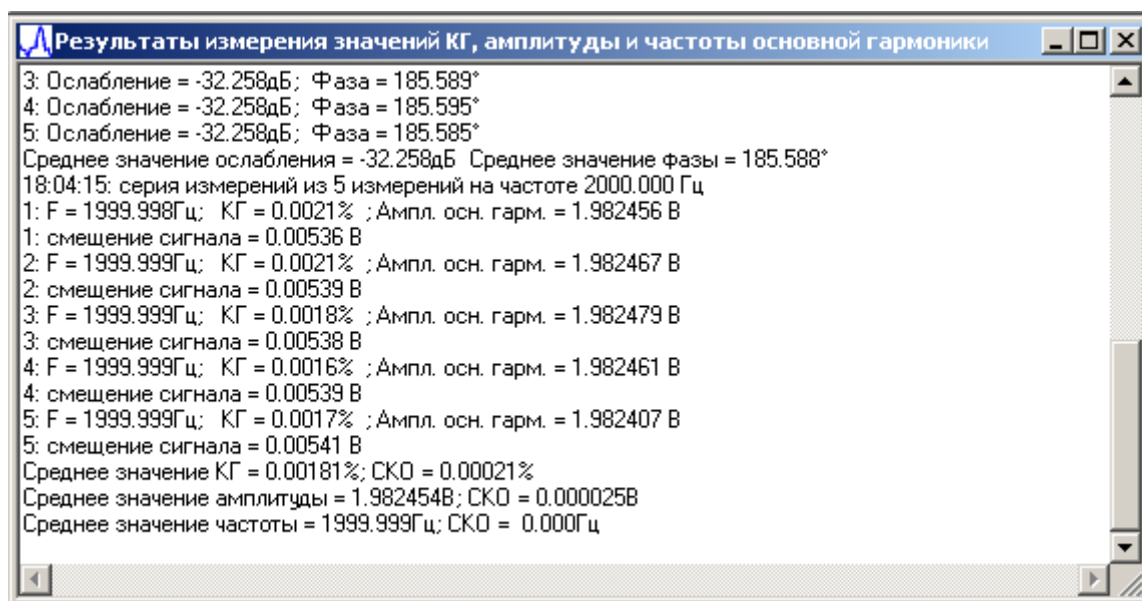 Результаты измерения значений КГ, амплитуды и частоты основной гармоники
3: Ослабление = -32.258дБ; Фаза = 185.589°
4: Ослабление = -32.258дБ; Фаза = 185.595°
5: Ослабление = -32.258дБ; Фаза = 185.585°
Среднее значение ослабления = -32.258дБ Среднее значение фазы = 185.588°
18:04:15: серия измерений из 5 измерений на частоте 2000.000 Гц
1: F = 1999.998Гц; КГ = 0.0021% ; Ампл. осн. гарм. = 1.982456 В
1: смещение сигнала = 0.00536 В
2: F = 1999.999Гц; КГ = 0.0021% ; Ампл. осн. гарм. = 1.982467 В
2: смещение сигнала = 0.00539 В
3: F = 1999.999Гц; КГ = 0.0018% ; Ампл. осн. гарм. = 1.982479 В
3: смещение сигнала = 0.00538 В
4: F = 1999.999Гц; КГ = 0.0016% ; Ампл. осн. гарм. = 1.982461 В
4: смещение сигнала = 0.00539 В
5: F = 1999.999Гц; КГ = 0.0017% ; Ампл. осн. гарм. = 1.982407 В
5: смещение сигнала = 0.00541 В
Среднее значение КГ = 0.00181%; СКО = 0.00021%
Среднее значение амплитуды = 1.982454В; СКО = 0.000025В
Среднее значение частоты = 1999.999Гц; СКО = 0.000Гц